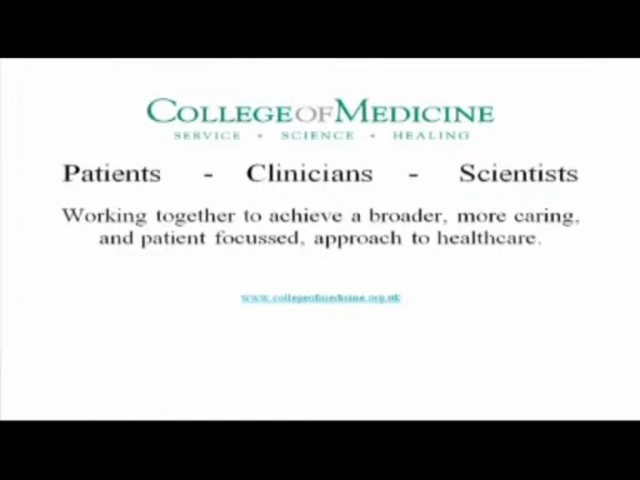 COLLEGE OF MEDICINE
SERVICE • SCIENCE • HEALING
Patients - Clinicians - Scientists
Working together to achieve a broader, more caring,
and patient focussed, approach to healthcare.
www.collegeofmedicine.org.uk